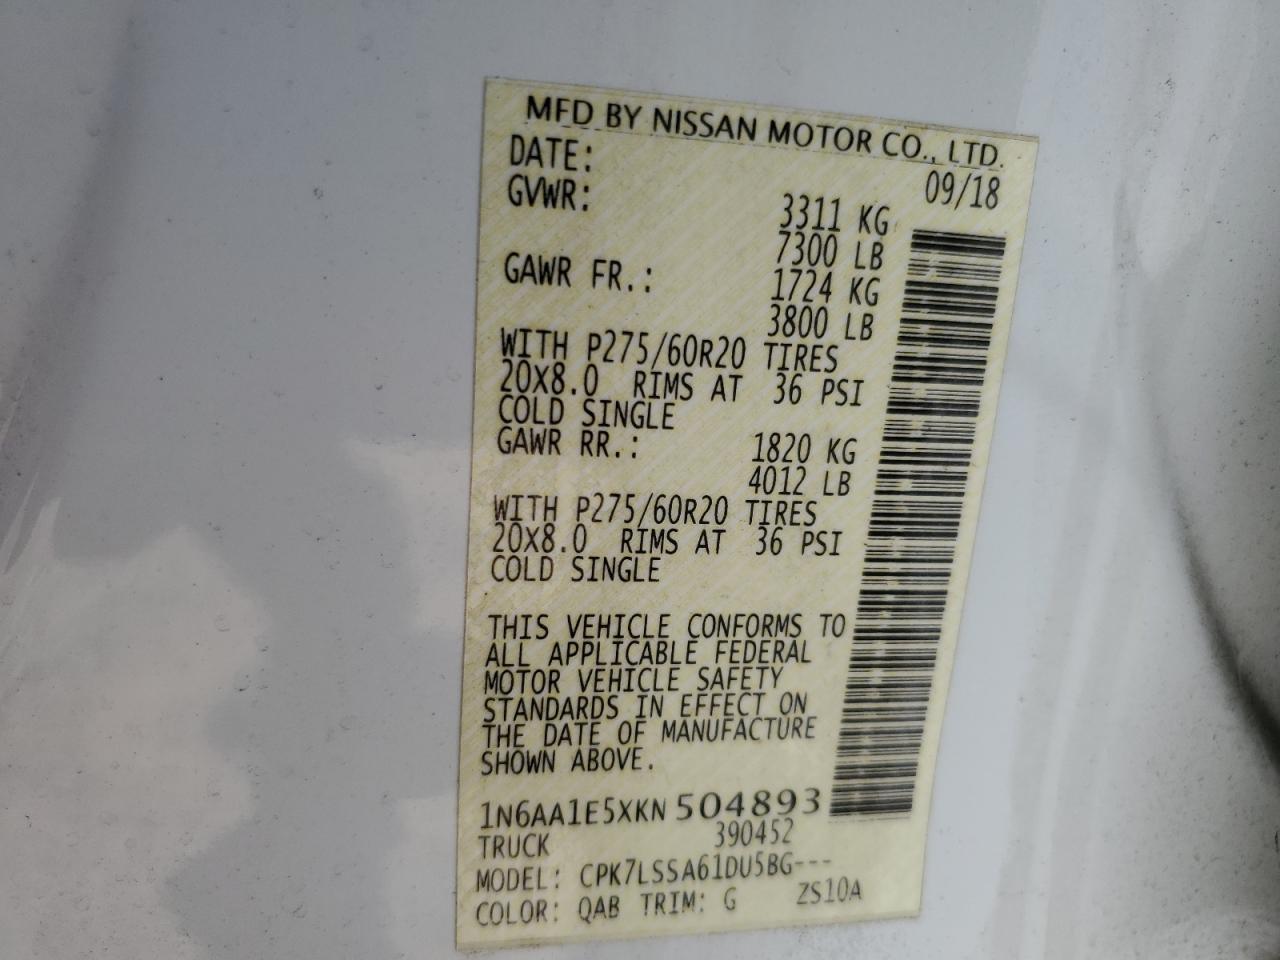 MFD BY NISSAN MOTOR CO., LTD.
DATE: 09/18
GVWR: 3311 KG
7300 LB
GAWR FR.: 1724 KG
3800 LB
WITH P275/60R20 TIRES
20X8.0 RIMS AT 36 PSI
COLD SINGLE
GAWR RR.: 1820 KG
4012 LB
WITH P275/60R20 TIRES
20X8.0 RIMS AT 36 PSI
COLD SINGLE
THIS VEHICLE CONFORMS TO
ALL APPLICABLE FEDERAL
MOTOR VEHICLE SAFETY
STANDARDS IN EFFECT ON
THE DATE OF MANUFACTURE
SHOWN ABOVE.
1N6AA1E5XKN504893
TRUCK 390452
MODEL: CPK7LSSA61DU5BG---
COLOR: QAB TRIM: G ZS10A